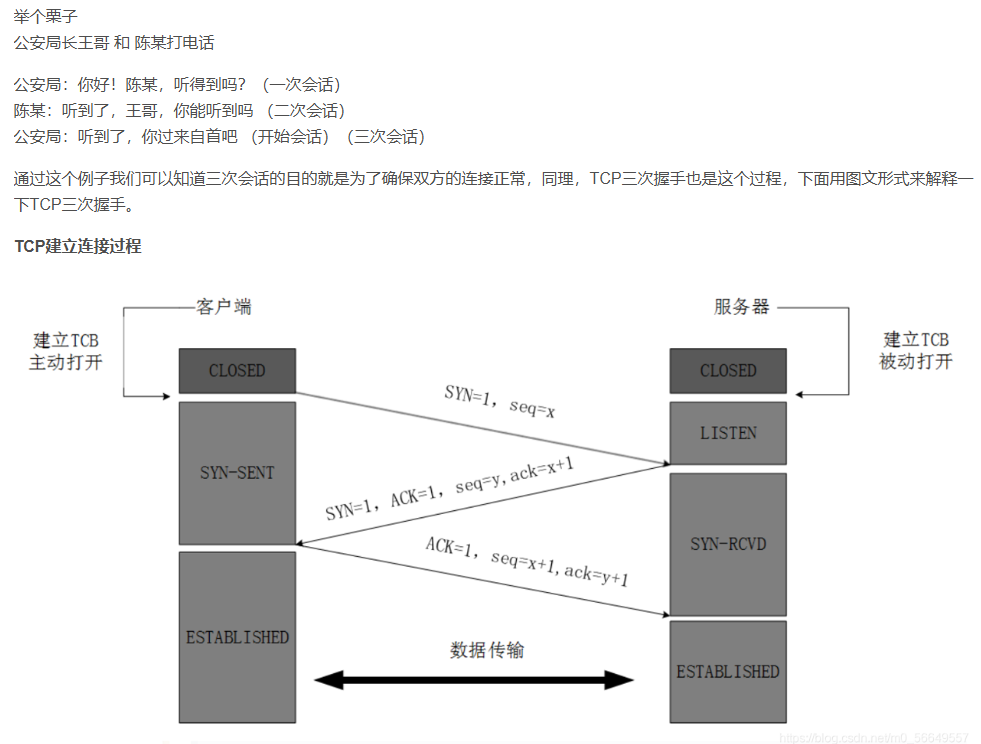 举个栗子
公安局长王哥 和 陈某打电话
公安局：你好！陈某，听得到吗？（一次会话）
陈某：听到了，王哥，你能听到吗 （二次会话）
公安局：听到了，你过来自首吧 （开始会话）（三次会话）
通过这个例子我们可以知道三次会话的目的就是为了确保双方的连接正常，同理，TCP三次握手也是这个过程，下面用图文形式来解释一
下TCP三次握手。
TCP建立连接过程
客户端
服务器
建立TCB
主动打开
建立TCB
被动打开
CLOSED
CLOSED
SYN=1, seq=x
LISTEN
SYN-SENT
SYN=1, ACK=1, seq=y,ack=x+1
SYN-RCVD
ACK=1, seq=x+1,ack=y+1
ESTABLISHED
数据传输
ESTABLISHED
https://blog.csdn.net/m0_56649557